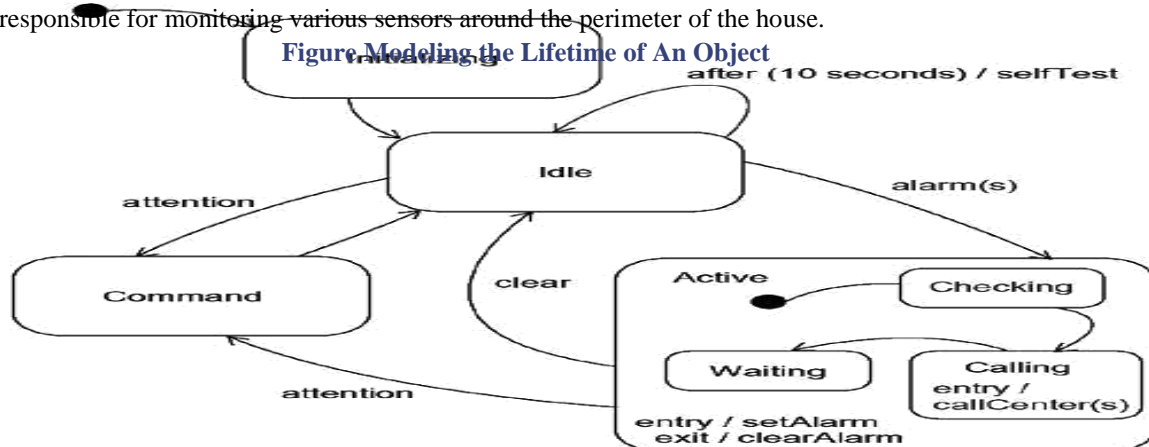 responsible for monitoring various sensors around the perimeter of the house.
Figure Modeling the Lifetime of An Object
Initializing
after (10 seconds) / selfTest
Idle
alarm(s)
attention
clear
Active
Checking
Command
Waiting
Calling
entry /
callCenter(s)
attention
entry / setAlarm
exit / clearAlarm